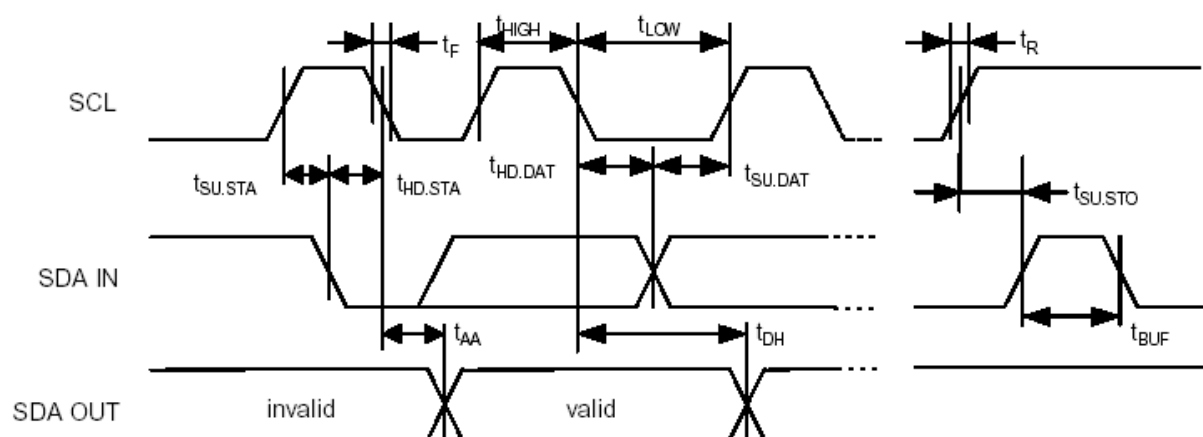 tF
tHIGH
tLOW
tR
SCL
tSU.STA
tHD.STA
tHD.DAT
tSU.DAT
tSU.STO
SDA IN
tAA
tDH
tBUF
SDA OUT
invalid
valid